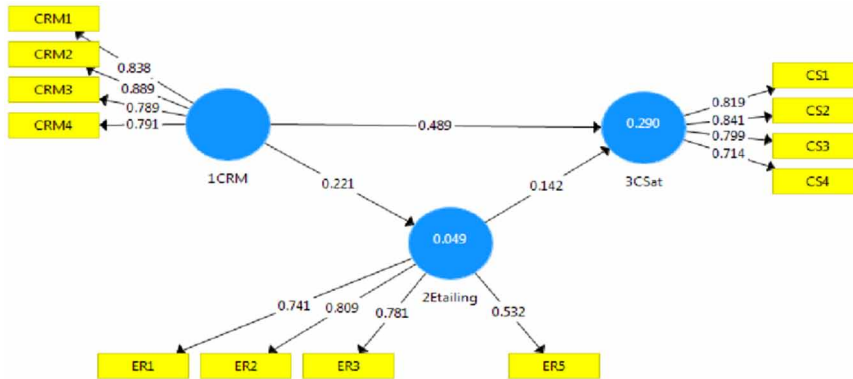 CRM1
CRM2
CRM3
CRM4
0.838
0.889
0.789
0.791
1CRM
0.489
0.221
0.290
3CSat
0.142
0.819
0.841
0.799
0.714
CS1
CS2
CS3
CS4
0.049
2Etailing
0.741
0.809
0.781
0.532
ER1
ER2
ER3
ER5